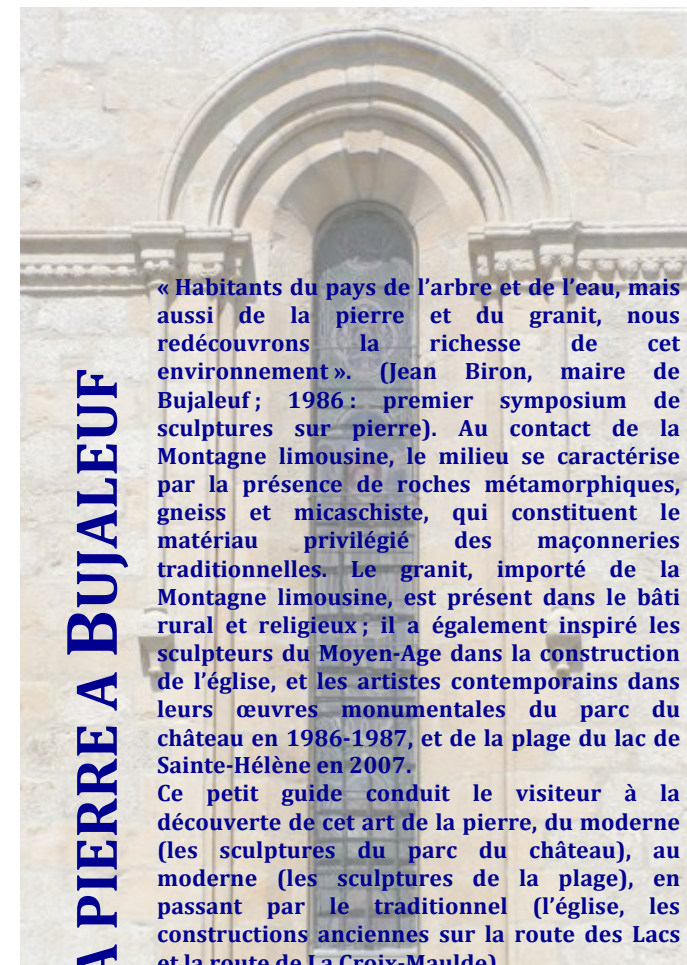 A PIERRE A BUJALEUF
« Habitants du pays de l’arbre et de l’eau, mais
aussi de la pierre et du granit, nous
redécouvrons la richesse de cet
environnement ». (Jean Biron, maire de
Bujaleuf ; 1986 : premier symposium de
sculptures sur pierre). Au contact de la
Montagne limousine, le milieu se caractérise
par la présence de roches métamorphiques,
gneiss et micaschiste, qui constituent le
matériau privilégié des maçonneries
traditionnelles. Le granit, importé de la
Montagne limousine, est présent dans le bâti
rural et religieux ; il a également inspiré les
sculpteurs du Moyen-Age dans la construction
de l’église, et les artistes contemporains dans
leurs œuvres monumentales du parc du
château en 1986-1987, et de la plage du lac de
Sainte-Hélène en 2007.
Ce petit guide conduit le visiteur à la
découverte de cet art de la pierre, du moderne
(les sculptures du parc du château), au
moderne (les sculptures de la plage), en
passant par le traditionnel (l’église, les
constructions anciennes sur la route des Lacs
et la route de La Croix-Maulde)